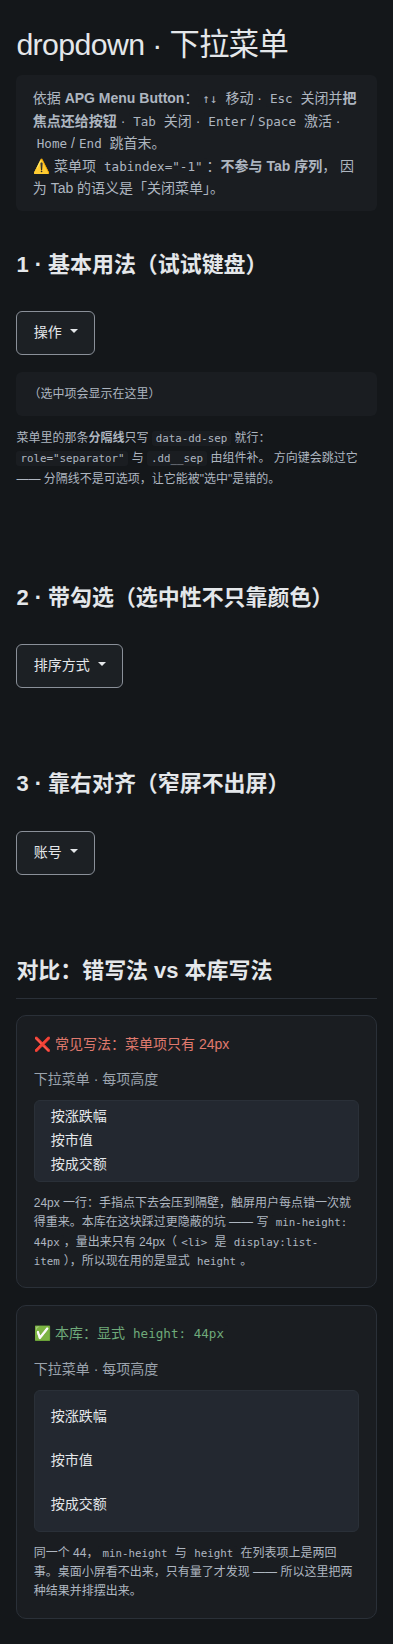 dropdown · 下拉菜单
依据 APG Menu Button： ↑↓ 移动 · Esc 关闭并把
焦点还给按钮 · Tab 关闭 · Enter / Space 激活 ·
Home / End 跳首末。
⚠️ 菜单项 tabindex="-1" ：不参与 Tab 序列， 因
为 Tab 的语义是「关闭菜单」。
1 · 基本用法（试试键盘）
操作
（选中项会显示在这里）
菜单里的那条分隔线只写 data-dd-sep 就行：
role="separator" 与 .dd__sep 由组件补。 方向键会跳过它
—— 分隔线不是可选项，让它能被"选中"是错的。
2 · 带勾选（选中性不只靠颜色）
排序方式
3 · 靠右对齐（窄屏不出屏）
账号
对比：错写法 vs 本库写法
❌ 常见写法：菜单项只有 24px
下拉菜单 · 每项高度
按涨跌幅
按市值
按成交额
24px 一行：手指点下去会压到隔壁，触屏用户每点错一次就
得重来。本库在这块踩过更隐蔽的坑 —— 写 min-height:
44px ，量出来只有 24px（ <li> 是 display:list-
item ），所以现在用的是显式 height 。
✅ 本库：显式 height: 44px
下拉菜单 · 每项高度
按涨跌幅
按市值
按成交额
同一个 44， min-height 与 height 在列表项上是两回
事。桌面小屏看不出来，只有量了才发现 —— 所以这里把两
种结果并排摆出来。